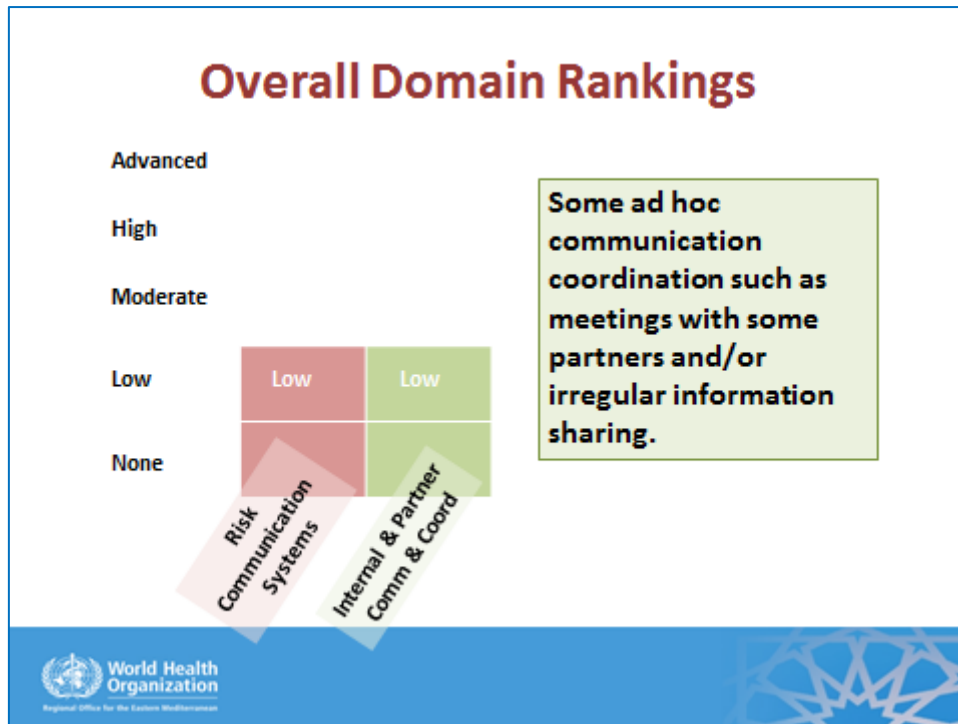 Overall Domain Rankings
Advanced
High
Moderate
Low
None
Low
Low
Risk
Communication
Systems
Internal & Partner
Comm & Coord
Some ad hoc
communication
coordination such as
meetings with some
partners and/or
irregular information
sharing.
World Health
Organization
Regional Office for the Eastern Mediterranean